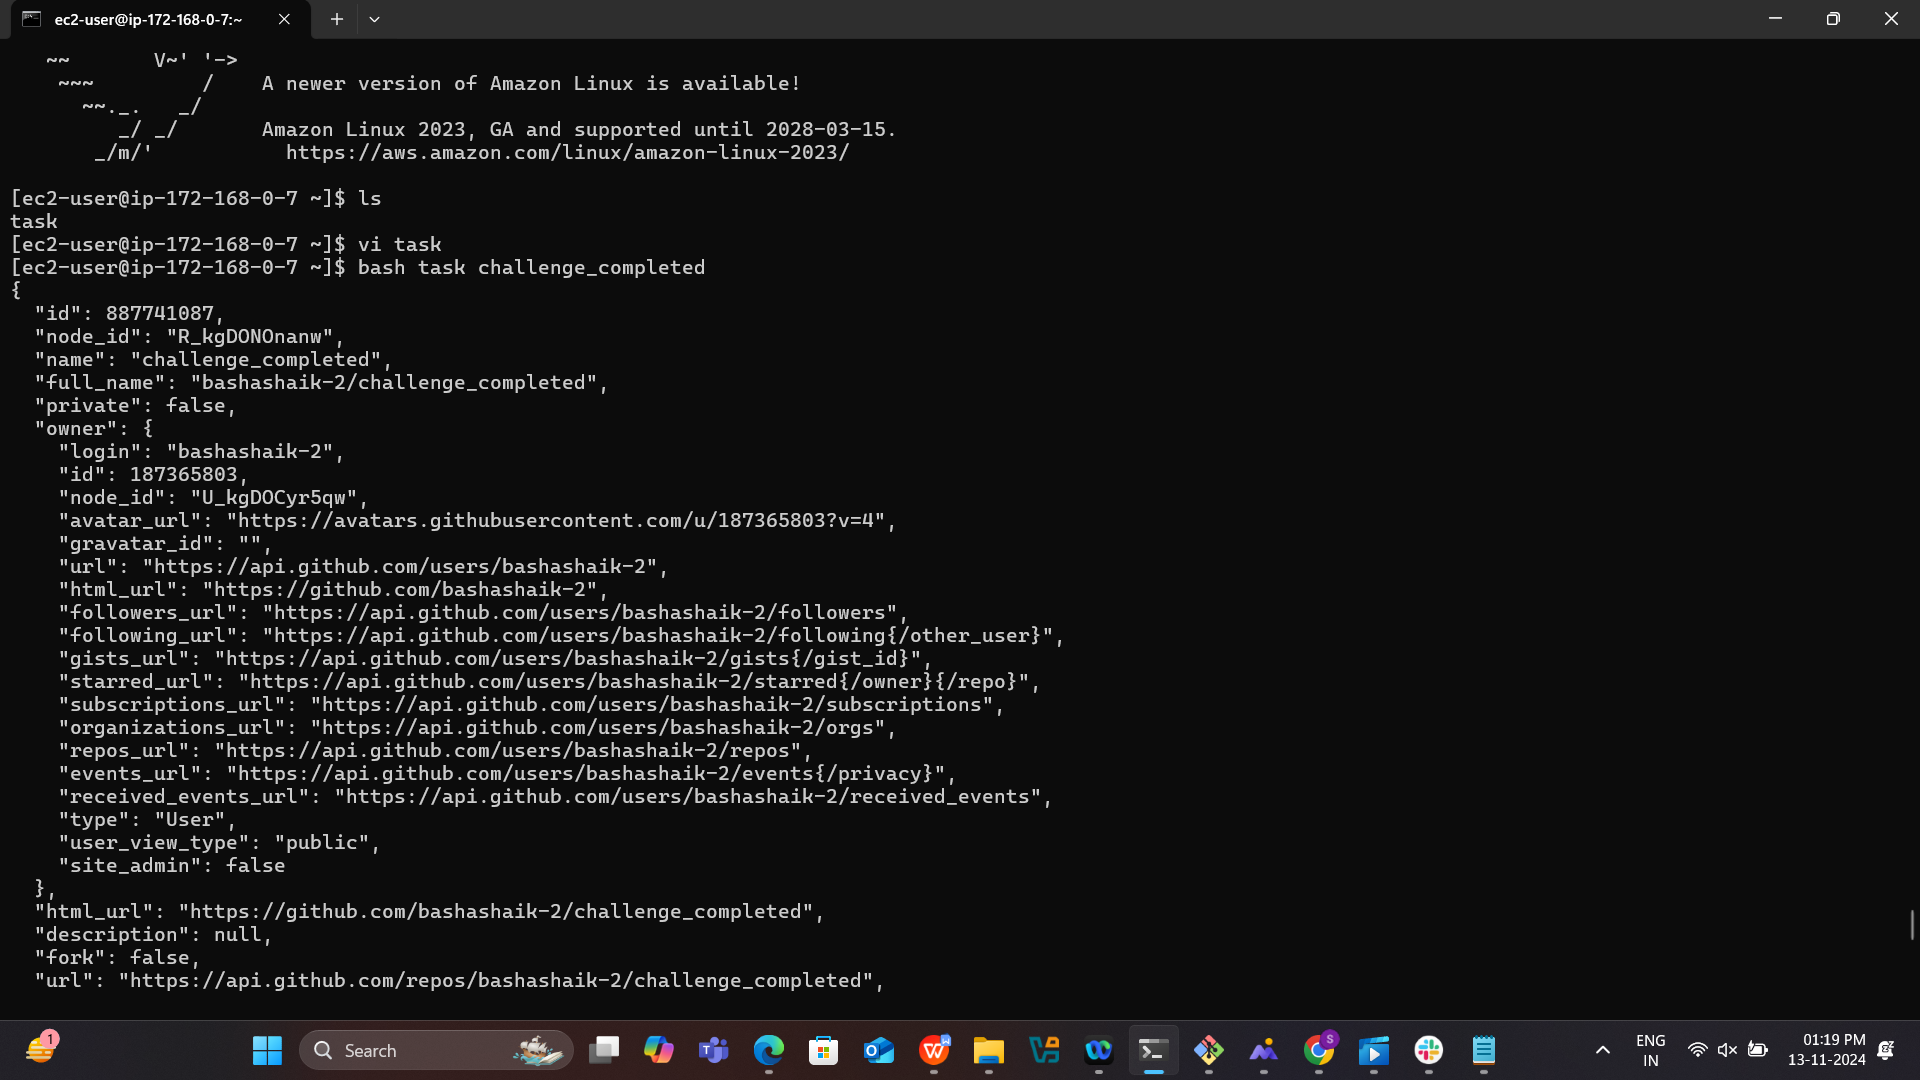 ec2-user@ip-172-168-0-7:~
~~       V~' '->
~~~         /    A newer version of Amazon Linux is available!
~~._.   _/
_/ _/       Amazon Linux 2023, GA and supported until 2028-03-15.
_/m/'           https://aws.amazon.com/linux/amazon-linux-2023/
[ec2-user@ip-172-168-0-7 ~]$ ls
task
[ec2-user@ip-172-168-0-7 ~]$ vi task
[ec2-user@ip-172-168-0-7 ~]$ bash task challenge_completed
{
"id": 887741087,
"node_id": "R_kgDONOnanw",
"name": "challenge_completed",
"full_name": "bashashaik-2/challenge_completed",
"private": false,
"owner": {
"login": "bashashaik-2",
"id": 187365803,
"node_id": "U_kgDOCyr5qw",
"avatar_url": "https://avatars.githubusercontent.com/u/187365803?v=4",
"gravatar_id": "",
"url": "https://api.github.com/users/bashashaik-2",
"html_url": "https://github.com/bashashaik-2",
"followers_url": "https://api.github.com/users/bashashaik-2/followers",
"following_url": "https://api.github.com/users/bashashaik-2/following{/other_user}",
"gists_url": "https://api.github.com/users/bashashaik-2/gists{/gist_id}",
"starred_url": "https://api.github.com/users/bashashaik-2/starred{/owner}{/repo}",
"subscriptions_url": "https://api.github.com/users/bashashaik-2/subscriptions",
"organizations_url": "https://api.github.com/users/bashashaik-2/orgs",
"repos_url": "https://api.github.com/users/bashashaik-2/repos",
"events_url": "https://api.github.com/users/bashashaik-2/events{/privacy}",
"received_events_url": "https://api.github.com/users/bashashaik-2/received_events",
"type": "User",
"user_view_type": "public",
"site_admin": false
},
"html_url": "https://github.com/bashashaik-2/challenge_completed",
"description": null,
"fork": false,
"url": "https://api.github.com/repos/bashashaik-2/challenge_completed",
1
Search
S
ENG
IN
01:19 PM
13-11-2024